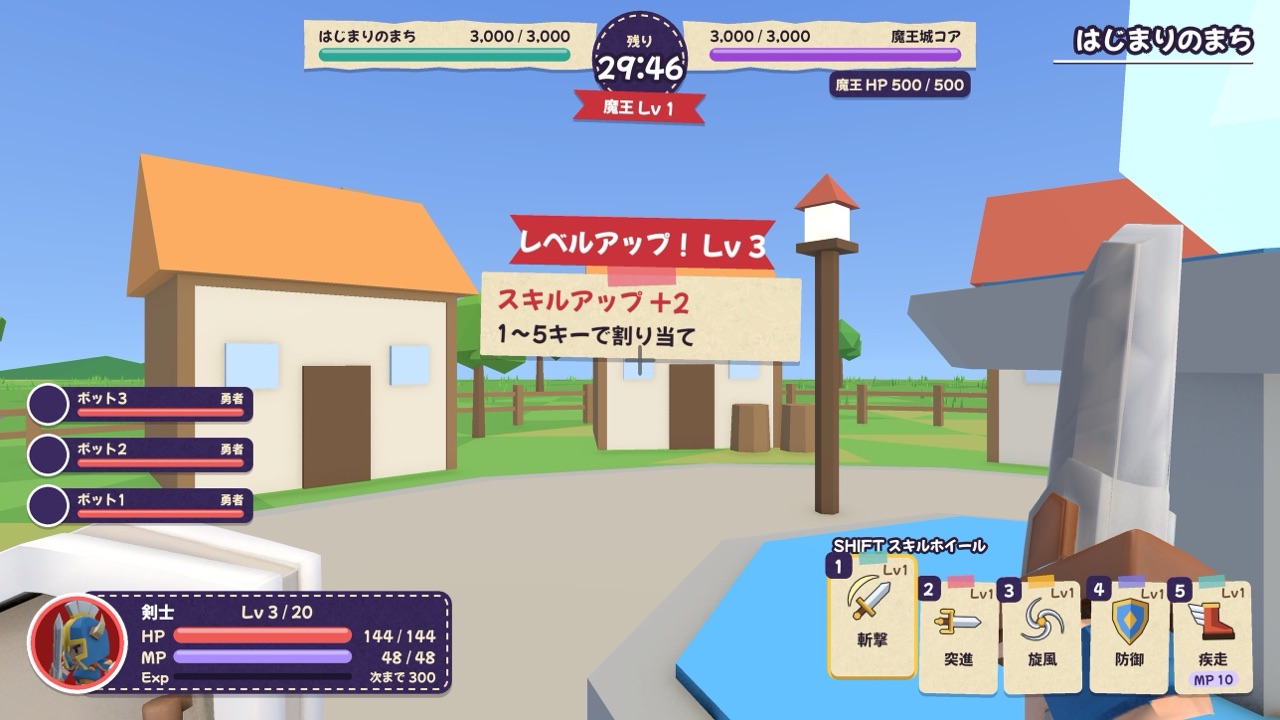 はじまりのまち 3,000 / 3,000
残り
29:46
3,000 / 3,000 魔王城コア
魔王 HP 500 / 500
魔王 Lv 1
はじまりのまち
レベルアップ！ Lv 3
スキルアップ +2
1～5キーで割り当て
ボット3 勇者
ボット2 勇者
ボット1 勇者
剣士 Lv 3 / 20
HP 144 / 144
MP 48 / 48
Exp 次まで 300
SHIFT スキルホイール
1 Lv1
斬撃
2 Lv1
突進
3 Lv1
旋風
4 Lv1
防御
5 Lv1
疾走
MP 10